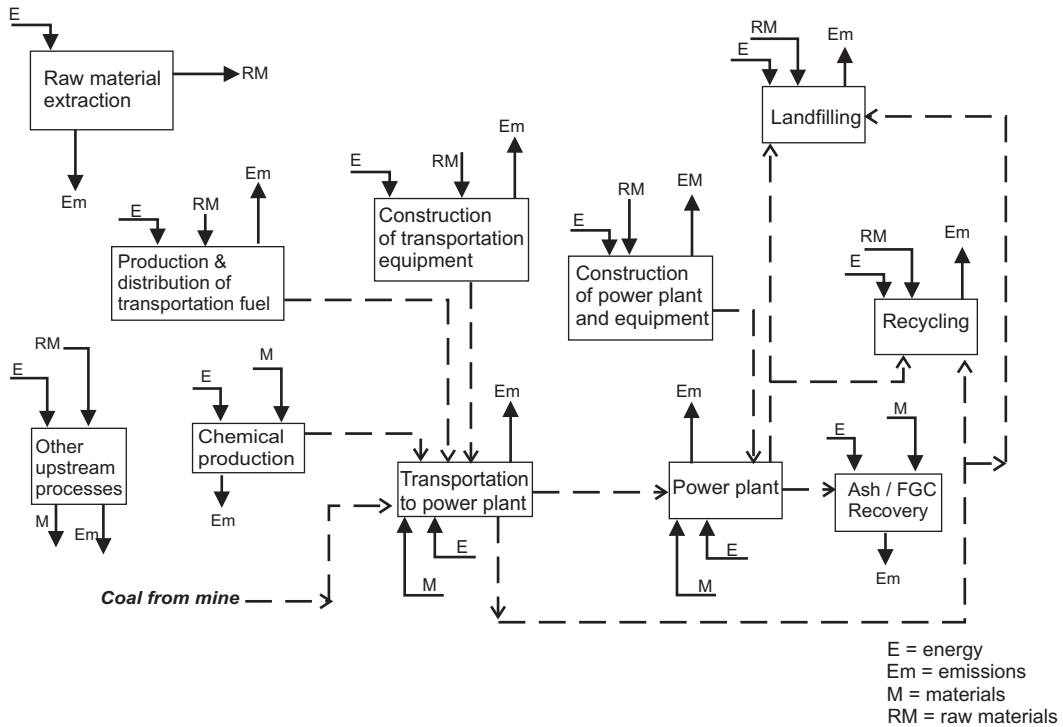 E
Raw material
extraction
RM
Em
E
RM
Em
Production &
distribution of
transportation fuel
E
RM
Em
Construction
of transportation
equipment
E
RM
EM
Construction
of power plant
and equipment
RM
E
Em
Landfilling
RM
E
Em
Recycling
RM
E
Other
upstream
processes
M
Em
E
M
Chemical
production
Em
Em
Transportation
to power plant
E
M
Em
Power plant
E
M
M
E
Ash / FGC
Recovery
Em
Coal from mine
E = energy
Em = emissions
M = materials
RM = raw materials